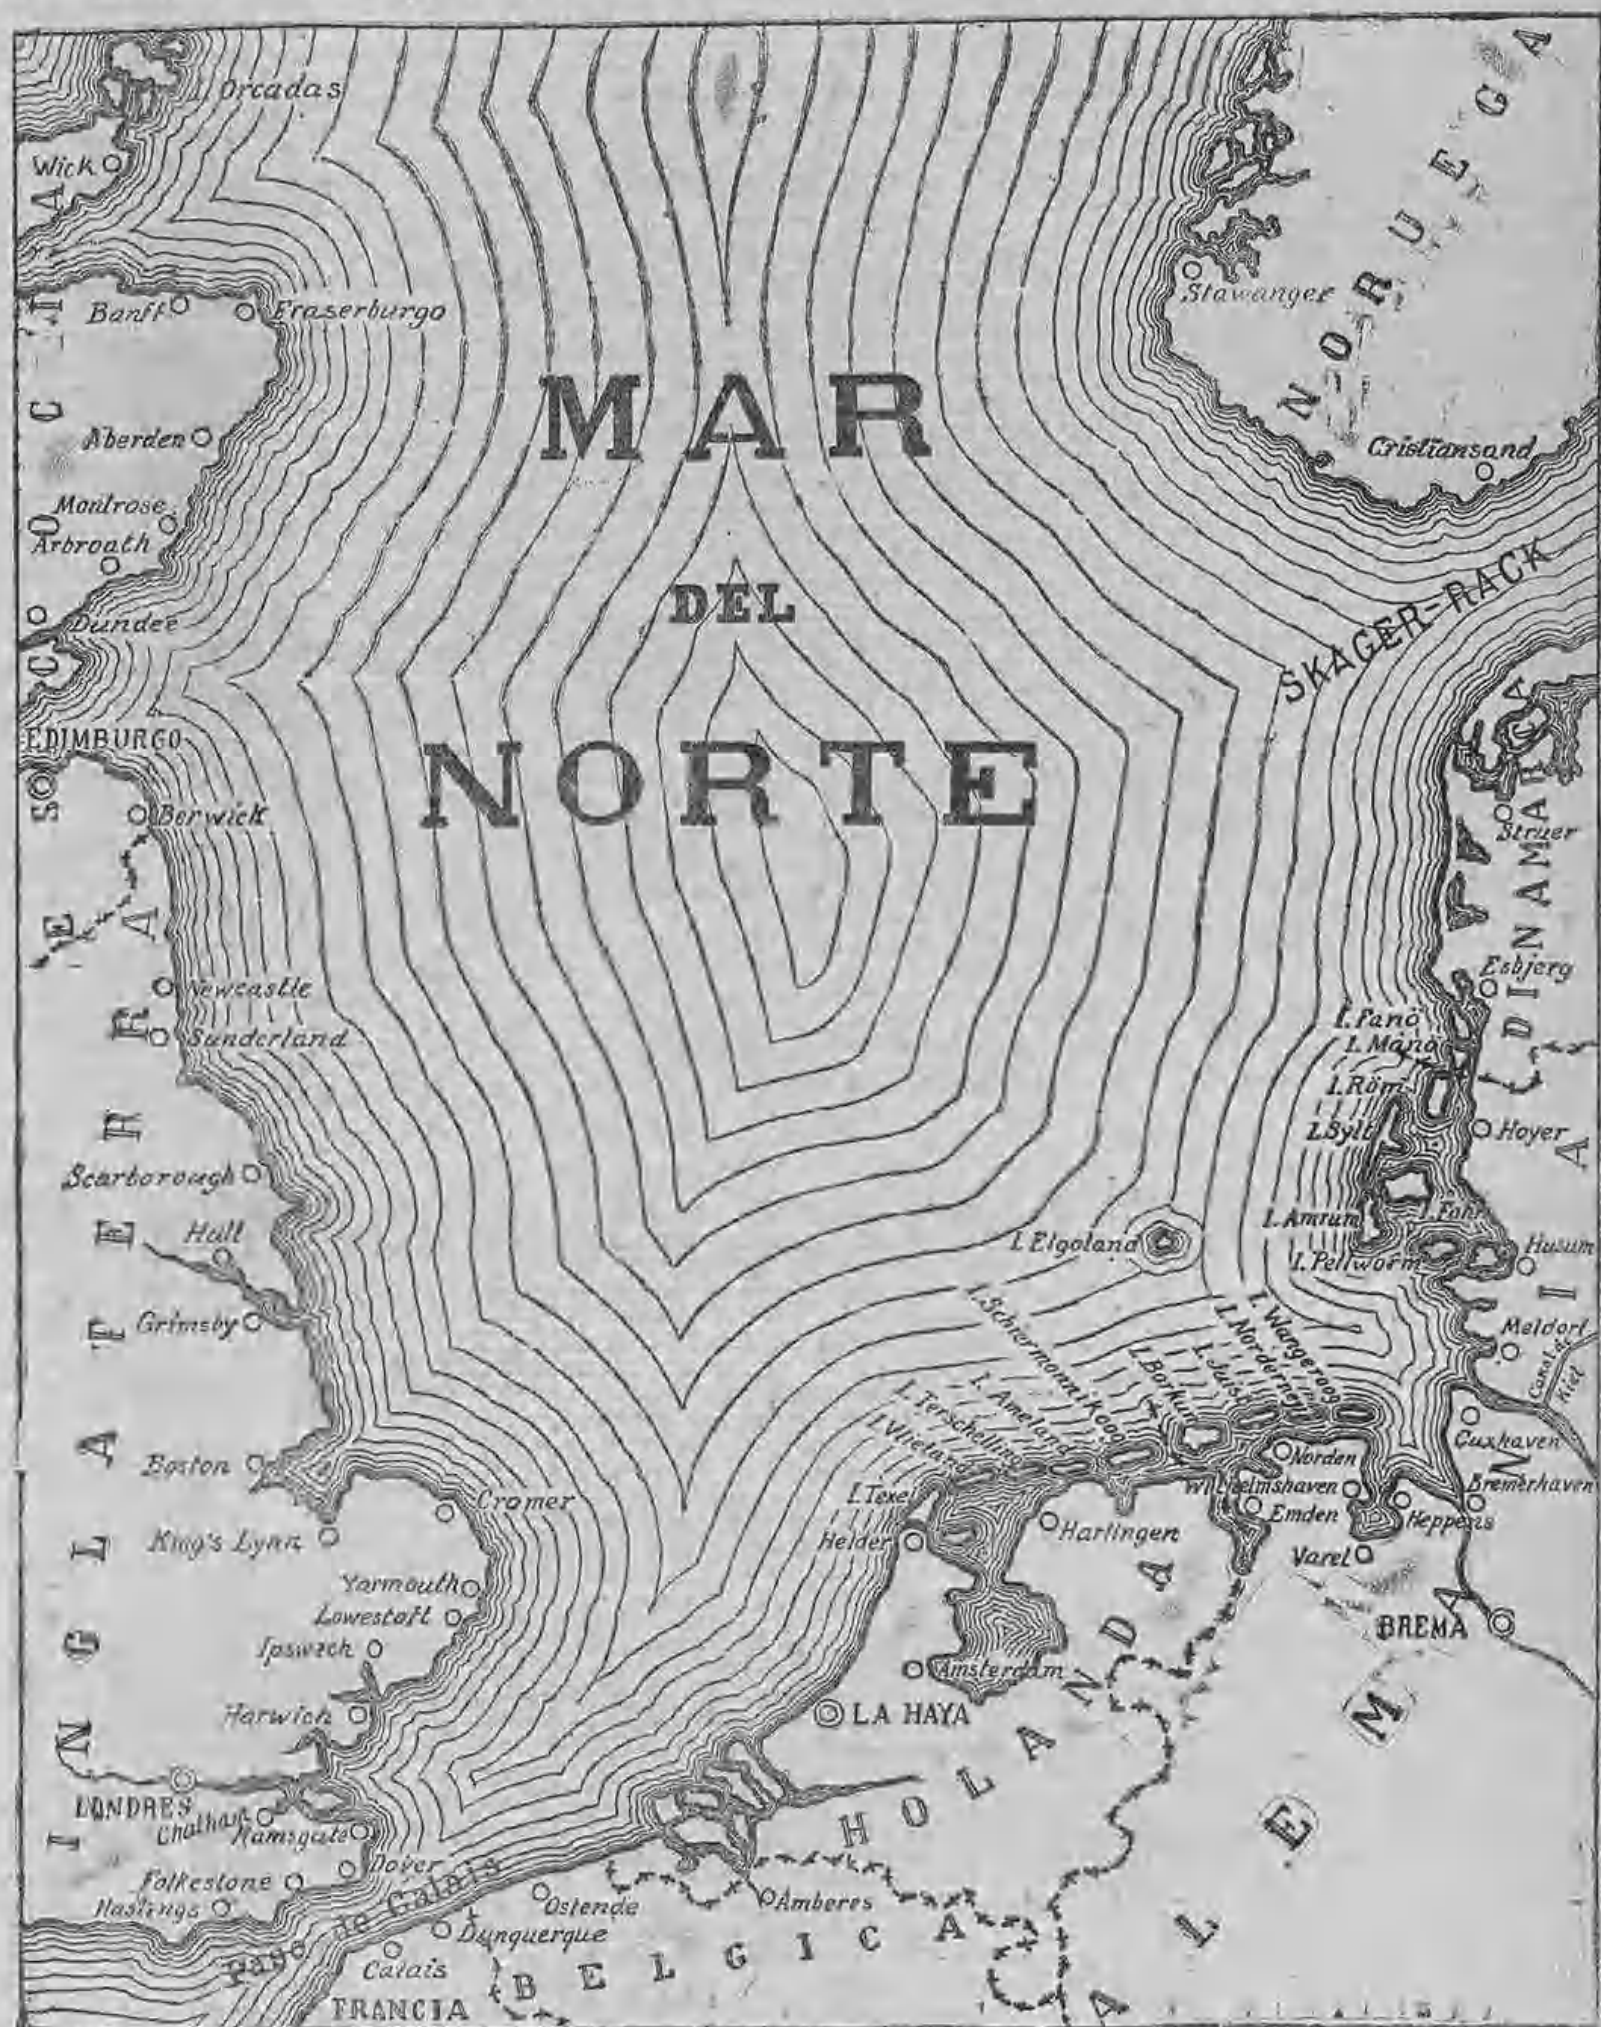 Orcadas
Wick
Banff
Fraserburgo
Aberden
Montrose
Arbroath
Dundee
EDIMBURGO
Berwick
ESCOCIA
Newcastle
Sunderland
Scarborough
Hull
Grimsby
Boston
King's Lynn
Cromer
Yarmouth
Lowestoft
Ipswich
Harwich
LONDRES
Chatham
Ramsgate
Dover
Folkestone
Hastings
INGLATERRA
MAR
DEL
NORTE
NORUEGA
Stawanger
Cristiansand
SKAGER-RACK
DINAMARCA
Struer
Esbjerg
I. Fanö
I. Manö
I. Röm
I. Sylt
Hoyer
I. Amrum
I. Fohr
I. Pellworm
Husum
I. Elgoland
Meldorf
Canal de Kiel
I. Wangeroog
I. Norderney
I. Juist
I. Borkum
I. Schiermonnikoog
I. Ameland
I. Terschelling
I. Vlieland
I. Texel
Helder
Harlingen
Norden
Wilhelmshaven
Emden
Varel
Heppens
Cuxhaven
Bremerhaven
BREMA
Amsterdam
LA HAYA
HOLANDA
ALEMANIA
Amberes
Ostende
Dunquerque
Calais
Paso de Calais
BELGICA
FRANCIA